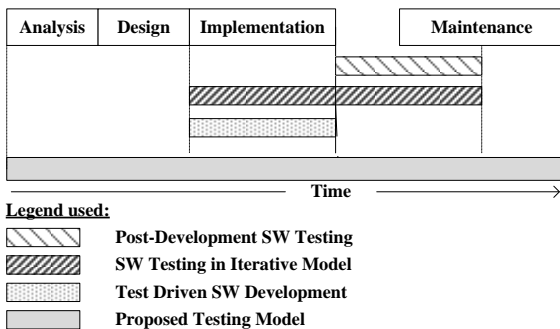 Analysis Design Implementation Maintenance
Time
Legend used:
Post-Development SW Testing
SW Testing in Iterative Model
Test Driven SW Development
Proposed Testing Model